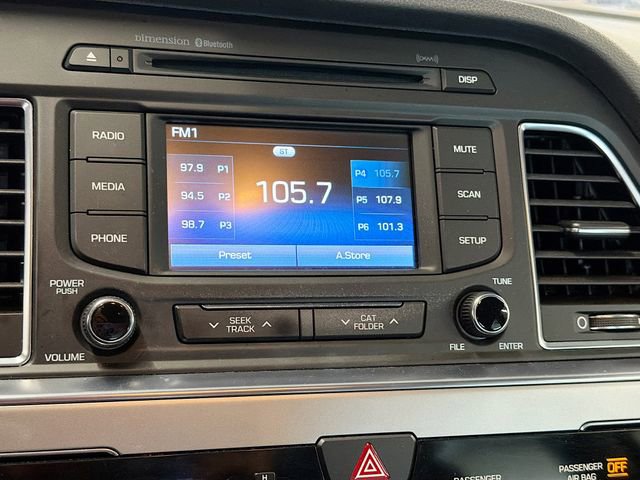 Dimension Bluetooth
DISP
RADIO
FM1
ST
MUTE
97.9 P1
P4 105.7
MEDIA
94.5 P2
105.7
P5 107.9
SCAN
98.7 P3
P6 101.3
PHONE
SETUP
Preset
A.Store
POWER
PUSH
TUNE
SEEK
TRACK
CAT
FOLDER
VOLUME
FILE
ENTER
H
PASSENGER
PASSENGER
AIR BAG
OFF